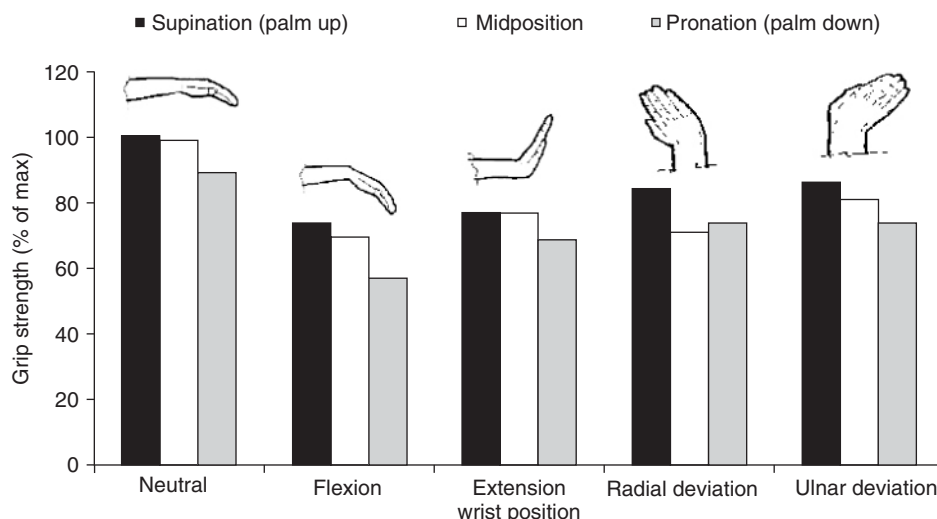 Supination (palm up) Midposition Pronation (palm down)
120
100
80
60
40
20
0
Grip strength (% of max)
Neutral Flexion Extension Radial deviation Ulnar deviation
wrist position